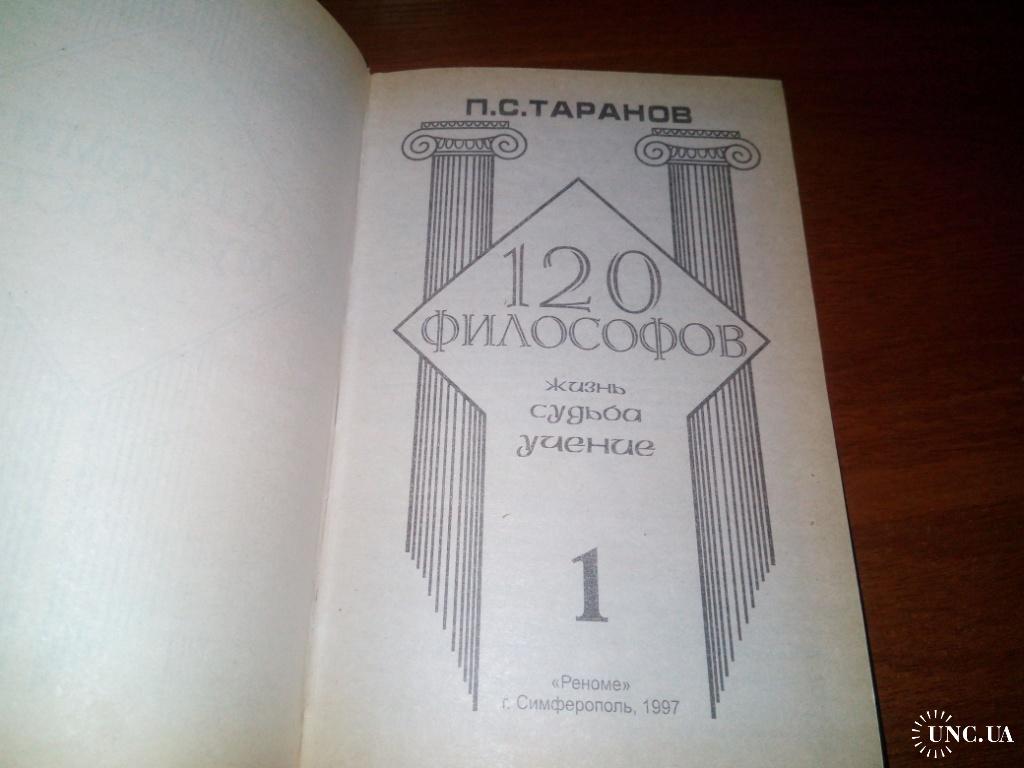 П.С.ТАРАНОВ
120
ФИЛОСОФОВ
жизнь
судьба
учение
1
«Реноме»
г. Симферополь, 1997
UNC.UA